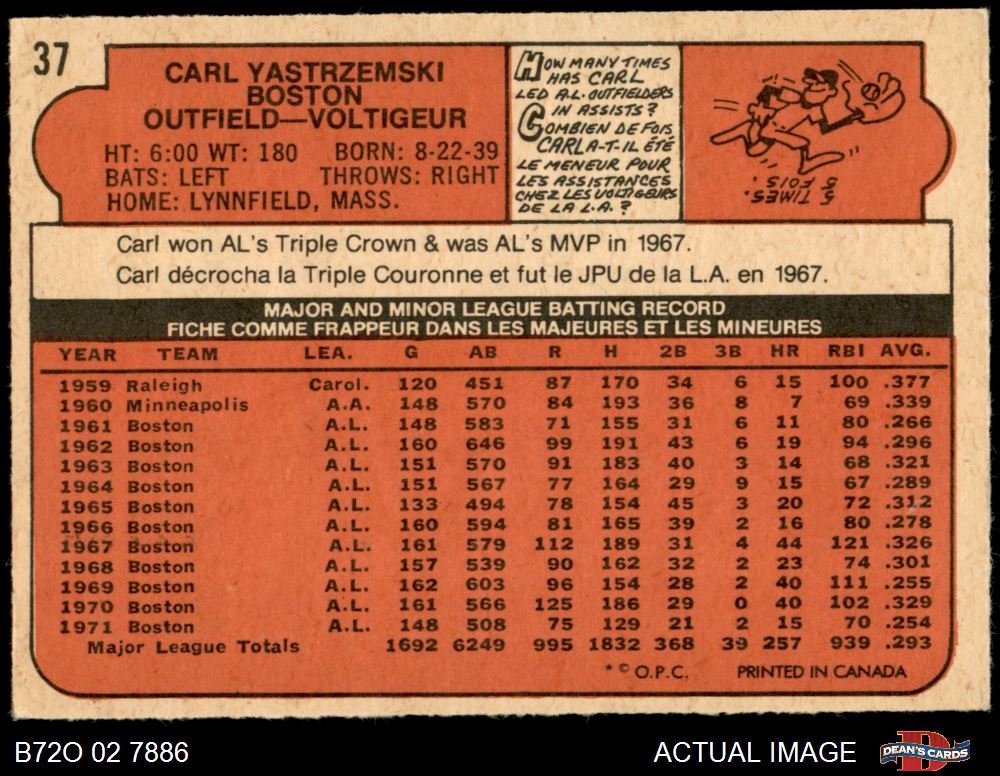 37
CARL YASTRZEMSKI
BOSTON
OUTFIELD—VOLTIGEUR
HT: 6:00 WT: 180 BORN: 8-22-39
BATS: LEFT THROWS: RIGHT
HOME: LYNNFIELD, MASS.
HOW MANY TIMES
HAS CARL
LED A.L. OUTFIELDERS
IN ASSISTS?
COMBIEN DE FOIS
CARL A-T-IL ÉTÉ
LE MENEUR POUR
LES ASSISTANCES
CHEZ LES VOLTIGEURS
DE LA L.A.?
5 TIMES.
5 FOIS.
Carl won AL's Triple Crown & was AL's MVP in 1967.
Carl décrocha la Triple Couronne et fut le JPU de la L.A. en 1967.
MAJOR AND MINOR LEAGUE BATTING RECORD
FICHE COMME FRAPPEUR DANS LES MAJEURES ET LES MINEURES
YEAR TEAM LEA. G AB R H 2B 3B HR RBI AVG.
1959 Raleigh Carol. 120 451 87 170 34 6 15 100 .377
1960 Minneapolis A.A. 148 570 84 193 36 8 7 69 .339
1961 Boston A.L. 148 583 71 155 31 6 11 80 .266
1962 Boston A.L. 160 646 99 191 43 6 19 94 .296
1963 Boston A.L. 151 570 91 183 40 3 14 68 .321
1964 Boston A.L. 151 567 77 164 29 9 15 67 .289
1965 Boston A.L. 133 494 78 154 45 3 20 72 .312
1966 Boston A.L. 160 594 81 165 39 2 16 80 .278
1967 Boston A.L. 161 579 112 189 31 4 44 121 .326
1968 Boston A.L. 157 539 90 162 32 2 23 74 .301
1969 Boston A.L. 162 603 96 154 28 2 40 111 .255
1970 Boston A.L. 161 566 125 186 29 0 40 102 .329
1971 Boston A.L. 148 508 75 129 21 2 15 70 .254
Major League Totals 1692 6249 995 1832 368 39 257 939 .293
* © O.P.C. PRINTED IN CANADA
B72O 02 7886
ACTUAL IMAGE
D
DEAN'S CARDS